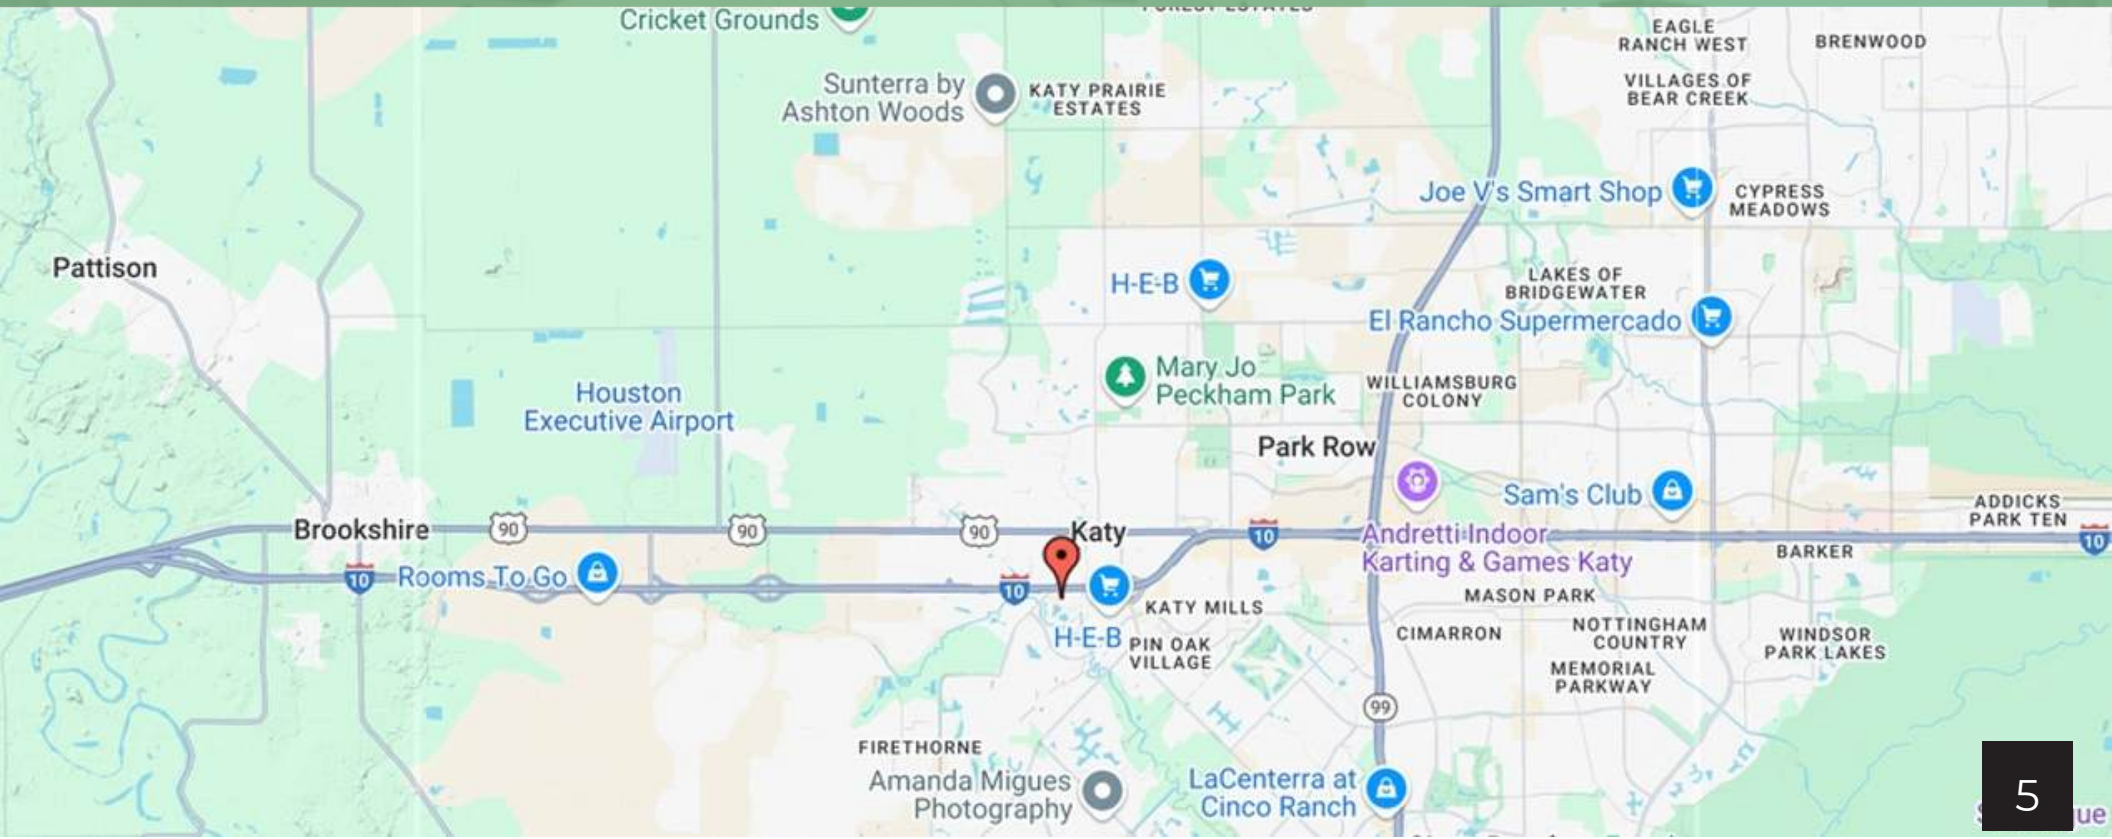 Cricket Grounds
EAGLE
RANCH WEST
BRENWOOD
Sunterra by
Ashton Woods
KATY PRAIRIE
ESTATES
VILLAGES OF
BEAR CREEK
Joe V's Smart Shop
CYPRESS
MEADOWS
Pattison
H-E-B
LAKES OF
BRIDGEWATER
El Rancho Supermercado
Houston
Executive Airport
Mary Jo
Peckham Park
WILLIAMSBURG
COLONY
Park Row
Sam's Club
ADDICKS
PARK TEN
Brookshire
90
90
90
Katy
10
Andretti Indoor
Karting & Games Katy
BARKER
10
10
Rooms To Go
10
H-E-B
KATY MILLS
PIN OAK
VILLAGE
MASON PARK
CIMARRON
NOTTINGHAM
COUNTRY
WINDSOR
PARK LAKES
MEMORIAL
PARKWAY
99
FIRETHORNE
Amanda Migues
Photography
LaCenterra at
Cinco Ranch
5